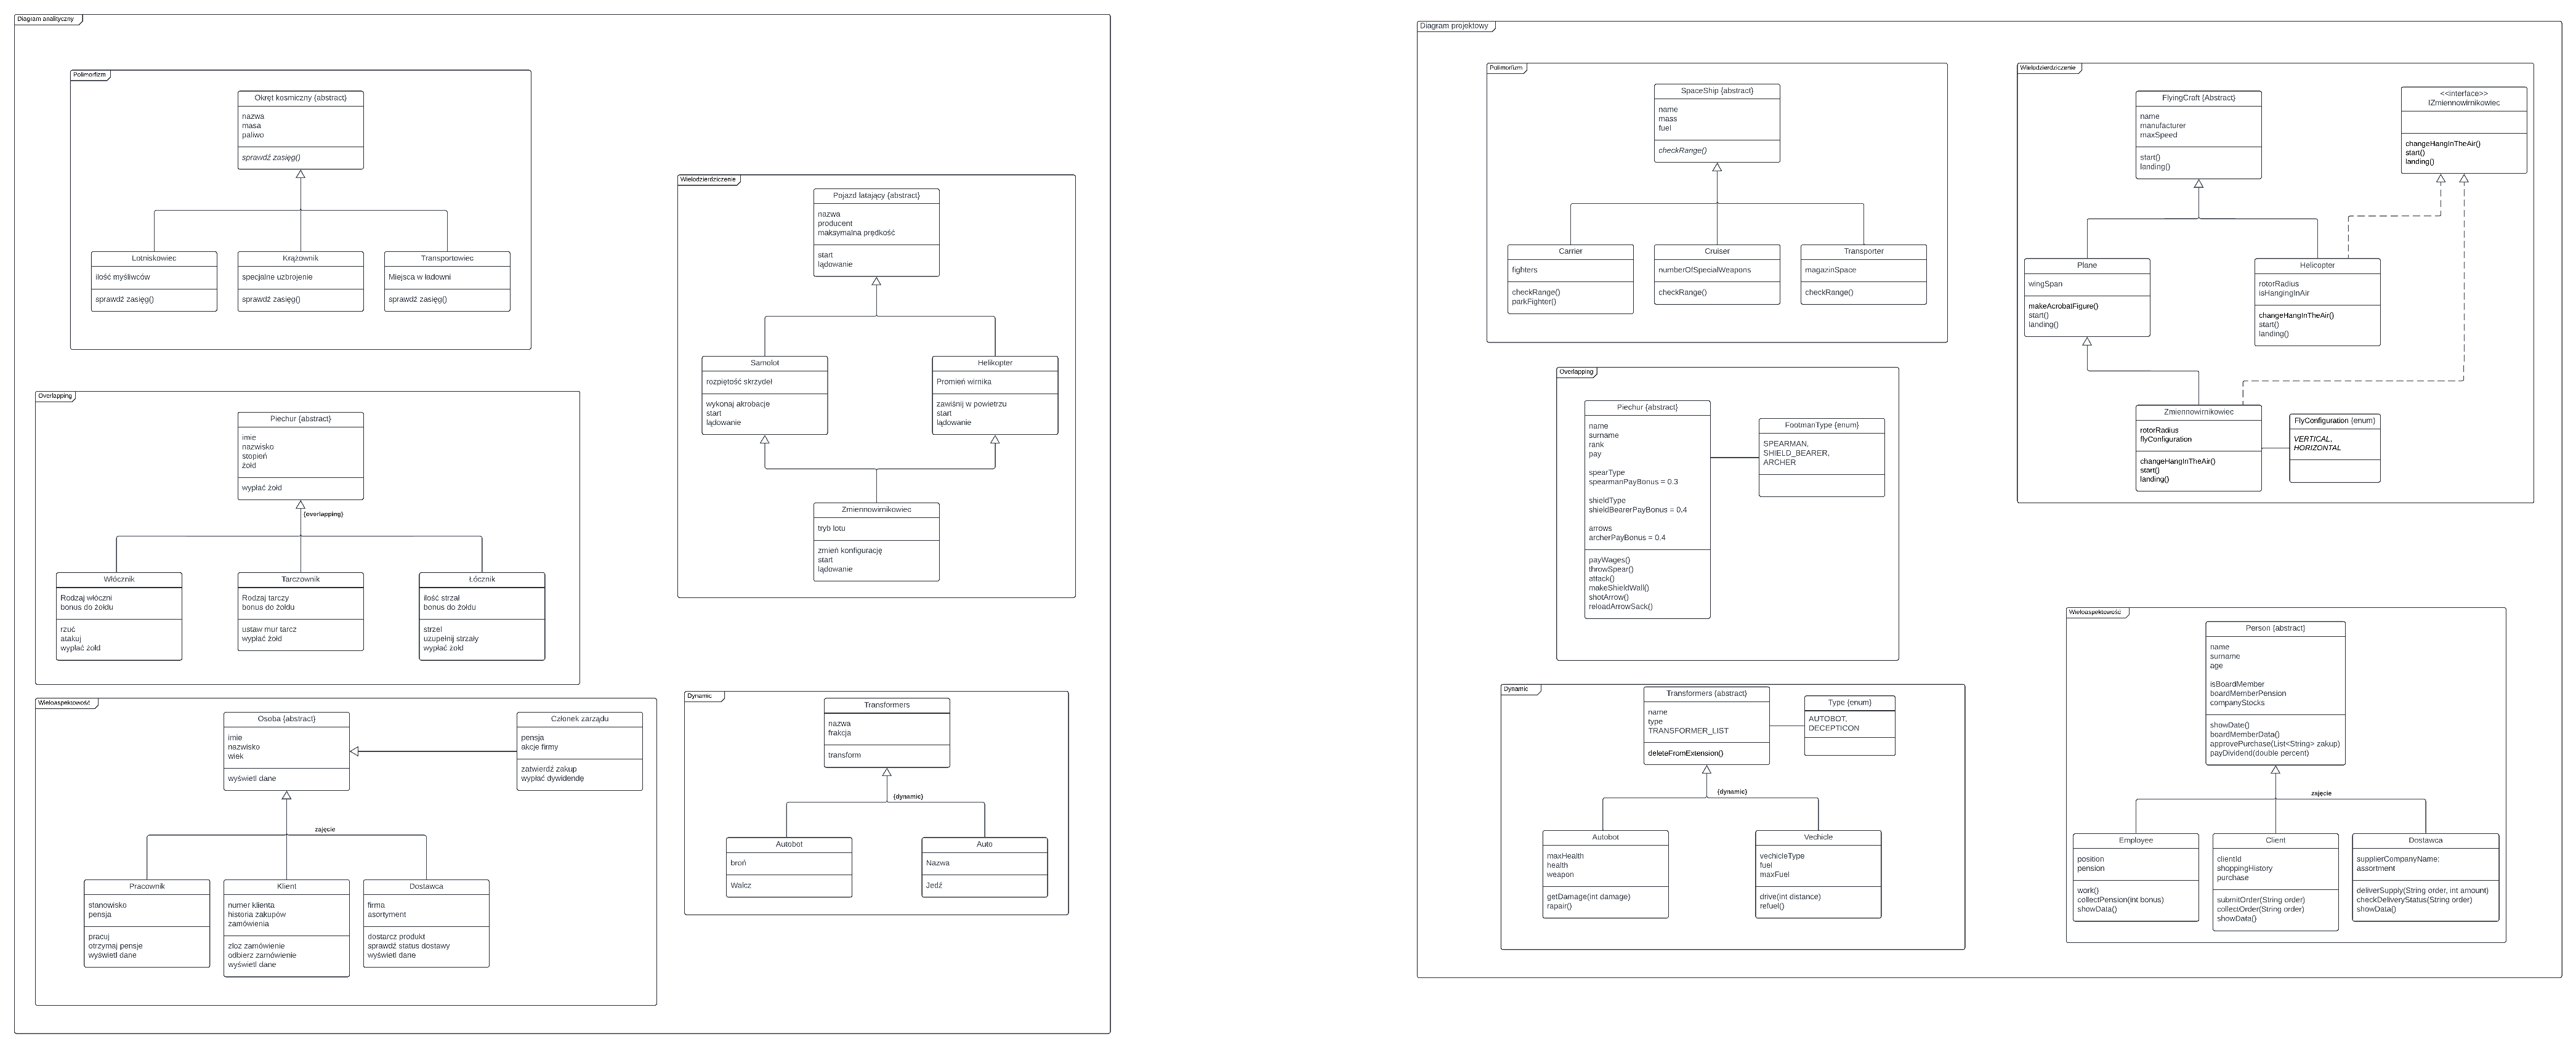 Diagram analityczny
Polimorfizm
Okręt kosmiczny {abstract}
nazwa
masa
paliwo
sprawdź zasięg()
Lotniskowiec
ilość myśliwców
sprawdź zasięg()
Krążownik
specjalne uzbrojenie
sprawdź zasięg()
Transportowiec
Miejsca w ładowni
sprawdź zasięg()
Wielodzierdziczenie
Pojazd latający {abstract}
nazwa
producent
maksymalna prędkość
start
lądowanie
Samolot
rozpiętość skrzydeł
wykonaj akrobacje
start
lądowanie
Helikopter
Promień wirnika
zawiśnij w powietrzu
start
lądowanie
Zmiennowirnikowiec
tryb lotu
zmień konfigurację
start
lądowanie
Overlapping
Piechur {abstract}
imie
nazwisko
stopień
żołd
wypłać żołd
{overlapping}
Włócznik
Rodzaj włóczni
bonus do żołdu
rzuć
atakuj
wypłać żołd
Tarczownik
Rodzaj tarczy
bonus do żołdu
ustaw mur tarcz
wypłać żołd
Łócznik
ilość strzał
bonus do żołdu
strzel
uzupełnij strzały
wypłać żołd
Wieloaspektowość
Osoba {abstract}
imie
nazwisko
wiek
wyświetl dane
Członek zarządu
pensja
akcje firmy
zatwierdź zakup
wypłać dywidendę
zajęcie
Pracownik
stanowisko
pensja
pracuj
otrzymaj pensje
wyświetl dane
Klient
numer klienta
historia zakupów
zamówienia
zloz zamówienie
odbierz zamówienie
wyświetl dane
Dostawca
firma
asortyment
dostarcz produkt
sprawdź status dostawy
wyświetl dane
Dynamic
Transformers
nazwa
frakcja
transform
{dynamic}
Autobot
broń
Walcz
Auto
Nazwa
Jedź
Diagram projektowy
Polimorfizm
SpaceShip {abstract}
name
mass
fuel
checkRange()
Carrier
fighters
checkRange()
parkFighter()
Cruiser
numberOfSpecialWeapons
checkRange()
Transporter
magazinSpace
checkRange()
Wielodzierdziczenie
FlyingCraft {Abstract}
name
manufacturer
maxSpeed
start()
landing()
<<interface>>
IZmiennowirnikowiec
changeHangInTheAir()
start()
landing()
Plane
wingSpan
makeAcrobatFigure()
start()
landing()
Helicopter
rotorRadius
isHangingInAir
changeHangInTheAir()
start()
landing()
Zmiennowirnikowiec
rotorRadius
flyConfiguration
changeHangInTheAir()
start()
landing()
FlyConfiguration {enum}
VERTICAL,
HORIZONTAL
Overlapping
Piechur {abstract}
name
surname
rank
pay
spearType
spearmanPayBonus = 0.3
shieldType
shieldBearerPayBonus = 0.4
arrows
archerPayBonus = 0.4
payWages()
throwSpear()
attack()
makeShieldWall()
shotArrow()
reloadArrowSack()
FootmanType {enum}
SPEARMAN,
SHIELD_BEARER,
ARCHER
Dynamic
Transformers {abstract}
name
type
TRANSFORMER_LIST
deleteFromExtension()
Type {enum}
AUTOBOT,
DECEPTICON
{dynamic}
Autobot
maxHealth
health
weapon
getDamage(int damage)
rapair()
Vechicle
vechicleType
fuel
maxFuel
drive(int distance)
refuel()
Wieloaspektowość
Person {abstract}
name
surname
age
isBoardMember
boardMemberPension
companyStocks
showDate()
boardMemberData()
approvePurchase(List<String> zakup)
payDividend(double percent)
zajęcie
Employee
position
pension
work()
collectPension(int bonus)
showData()
Client
clientId
shoppingHistory
purchase
submitOrder(String order)
collectOrder(String order)
showData()
Dostawca
supplierCompanyName:
assortment
deliverSupply(String order, int amount)
checkDeliveryStatus(String order)
showData()